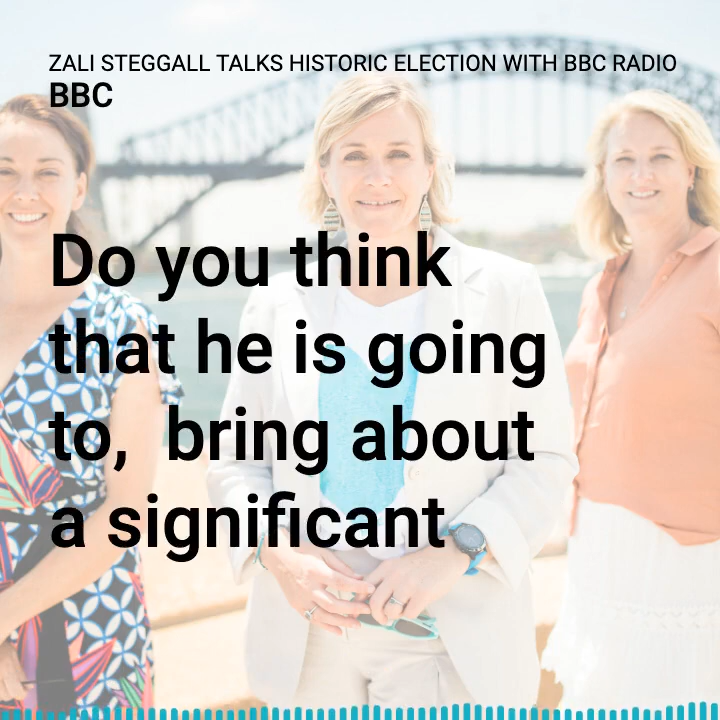 ZALI STEGGALL TALKS HISTORIC ELECTION WITH BBC RADIO
BBC
Do you think
that he is going
to,  bring about
a significant